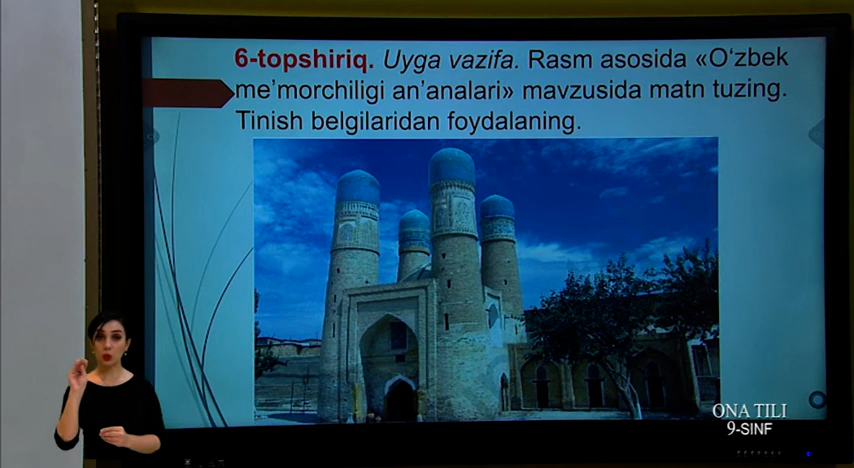 6-topshiriq. Uyga vazifa. Rasm asosida «O‘zbek
me’morchiligi an’analari» mavzusida matn tuzing.
Tinish belgilaridan foydalaning.
ONA TILI
9-SINF